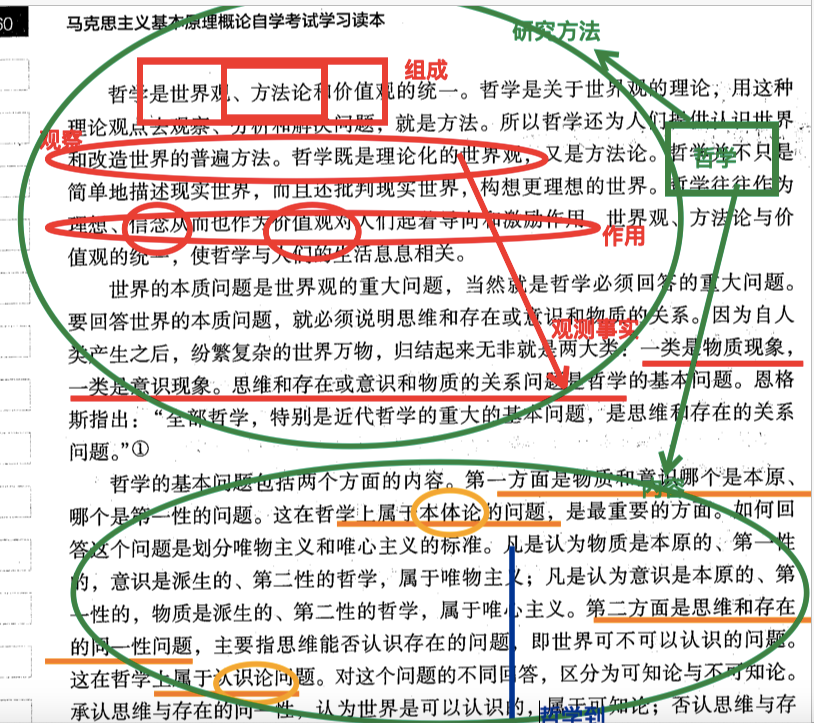 60
马克思主义基本原理概论自学考试学习读本
研究方法
组成
哲学是世界观、方法论和价值观的统一。哲学是关于世界观的理论，用这种
理论观点去观察、分析和解决问题，就是方法。所以哲学还为人们提供认识世界
观察
和改造世界的普遍方法。哲学既是理论化的世界观，又是方法论。哲学并不只是
哲学
简单地描述现实世界，而且还批判现实世界，构想更理想的世界。哲学往往作为
理想、信念从而也作为价值观对人们起着导向和激励作用。世界观、方法论与价
作用
值观的统一，使哲学与人们的生活息息相关。
世界的本质问题是世界观的重大问题，当然就是哲学必须回答的重大问题。
要回答世界的本质问题，就必须说明思维和存在或意识和物质的关系。因为自人
观测事实
类产生之后，纷繁复杂的世界万物，归结起来无非就是两大类：一类是物质现象，
一类是意识现象。思维和存在或意识和物质的关系问题是哲学的基本问题。恩格
斯指出：“全部哲学，特别是近代哲学的重大的基本问题，是思维和存在的关系
问题。”①
哲学的基本问题包括两个方面的内容。第一方面是物质和意识哪个是本原、
内容
哪个是第一性的问题。这在哲学上属于本体论的问题，是最重要的方面。如何回
答这个问题是划分唯物主义和唯心主义的标准。凡是认为物质是本原的、第一性
的，意识是派生的、第二性的哲学，属于唯物主义；凡是认为意识是本原的、第
一性的，物质是派生的、第二性的哲学，属于唯心主义。第二方面是思维和存在
的同一性问题，主要指思维能否认识存在的问题，即世界可不可以认识的问题。
这在哲学上属于认识论问题。对这个问题的不同回答，区分为可知论与不可知论。
承认思维与存在的同一性，认为世界是可以认识的，属于可知论；否认思维与存
哲学到